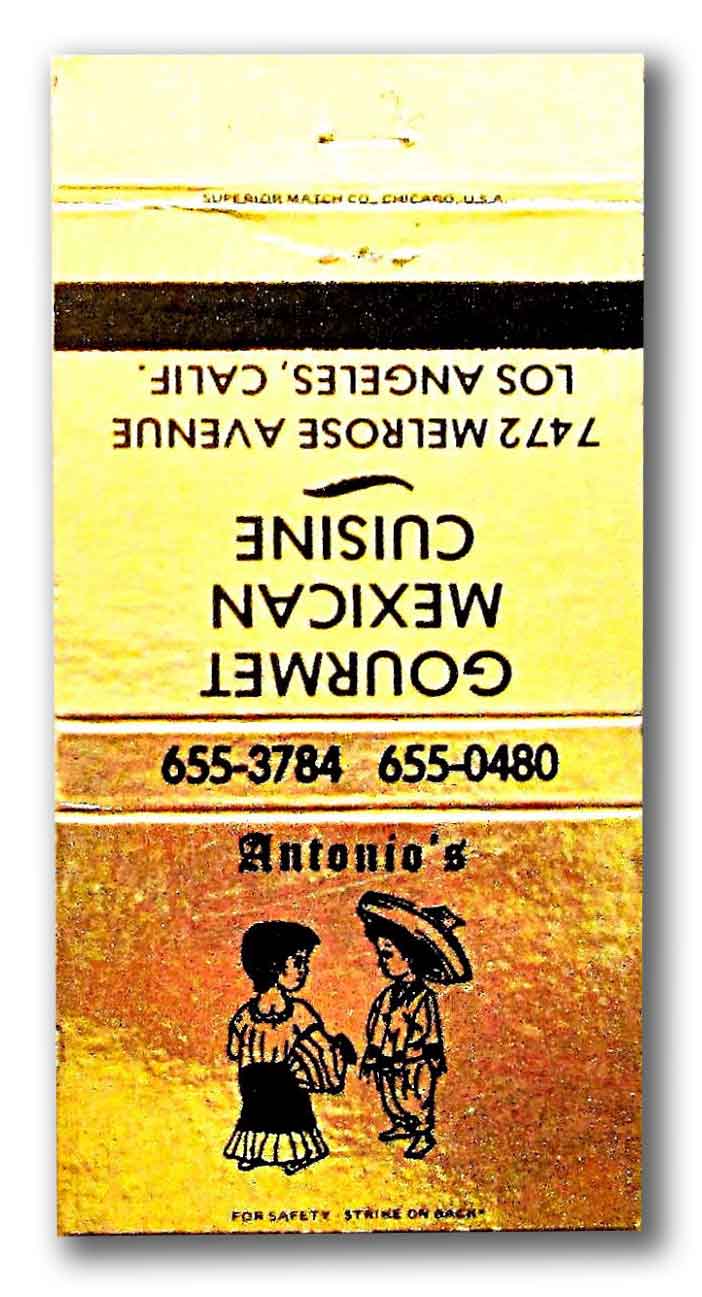 SUPERIOR MATCH CO., CHICAGO, U.S.A.
GOURMET
MEXICAN
CUISINE
7472 MELROSE AVENUE
LOS ANGELES, CALIF.
655-3784 655-0480
Antonio's
FOR SAFETY STRIKE ON BACK